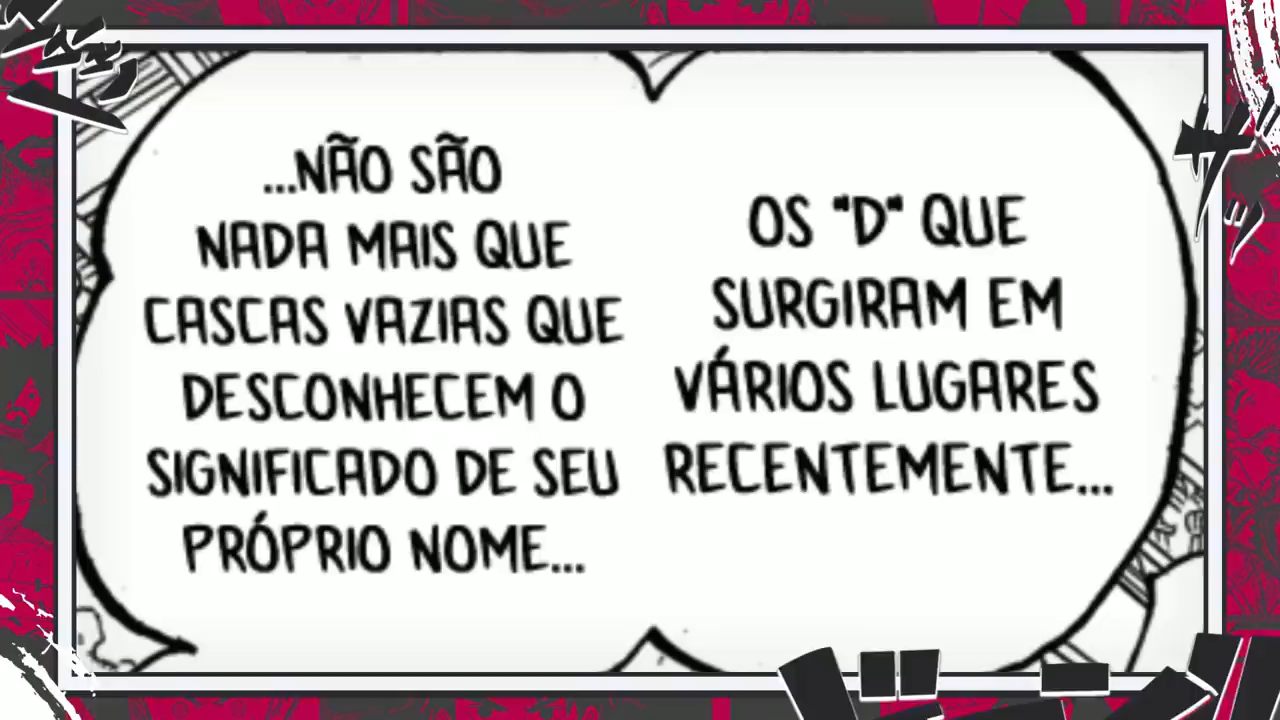 OS "D" QUE
SURGIRAM EM
VÁRIOS LUGARES
RECENTEMENTE...
...NÃO SÃO
NADA MAIS QUE
CASCAS VAZIAS QUE
DESCONHECEM O
SIGNIFICADO DE SEU
PRÓPRIO NOME...